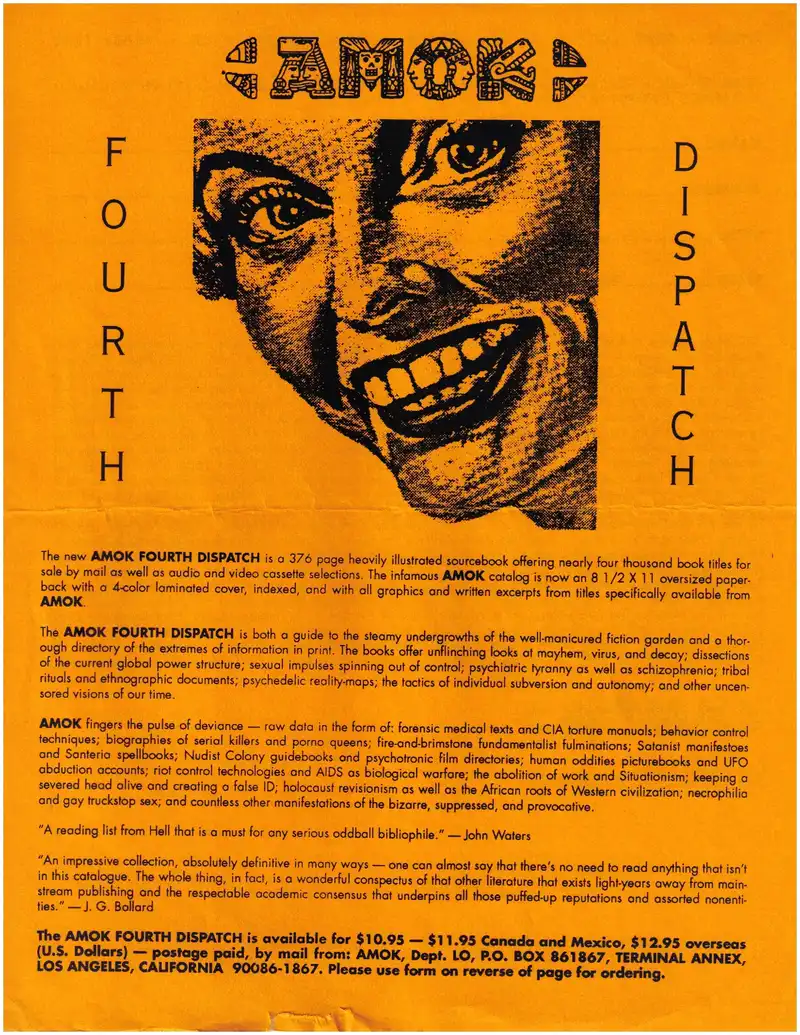 AMOK
FOURTH
DISPATCH
The new AMOK FOURTH DISPATCH is a 376 page heavily illustrated sourcebook offering nearly four thousand book titles for
sale by mail as well as audio and video cassette selections. The infamous AMOK catalog is now an 8 1/2 X 11 oversized paper-
back with a 4-color laminated cover, indexed, and with all graphics and written excerpts from titles specifically available from
AMOK.
The AMOK FOURTH DISPATCH is both a guide to the steamy undergrowths of the well-manicured fiction garden and a thor-
ough directory of the extremes of information in print. The books offer unflinching looks at mayhem, virus, and decay; dissections
of the current global power structure; sexual impulses spinning out of control; psychiatric tyranny as well as schizophrenia; tribal
rituals and ethnographic documents; psychedelic reality-maps; the tactics of individual subversion and autonomy; and other uncen-
sored visions of our time.
AMOK fingers the pulse of deviance — raw data in the form of: forensic medical texts and CIA torture manuals; behavior control
techniques; biographies of serial killers and porno queens; fire-and-brimstone fundamentalist fulminations; Satanist manifestoes
and Santeria spellbooks; Nudist Colony guidebooks and psychotronic film directories; human oddities picturebooks and UFO
abduction accounts; riot control technologies and AIDS as biological warfare; the abolition of work and Situationism; keeping a
severed head alive and creating a false ID; holocaust revisionism as well as the African roots of Western civilization; necrophilia
and gay truckstop sex; and countless other manifestations of the bizarre, suppressed, and provocative.
“A reading list from Hell that is a must for any serious oddball bibliophile.” — John Waters
“An impressive collection, absolutely definitive in many ways — one can almost say that there’s no need to read anything that isn’t
in this catalogue. The whole thing, in fact, is a wonderful conspectus of that other literature that exists light-years away from main-
stream publishing and the respectable academic consensus that underpins all those puffed-up reputations and assorted nonenti-
ties.” — J. G. Ballard
The AMOK FOURTH DISPATCH is available for $10.95 — $11.95 Canada and Mexico, $12.95 overseas
(U.S. Dollars) — postage paid, by mail from: AMOK, Dept. LO, P.O. BOX 861867, TERMINAL ANNEX,
LOS ANGELES, CALIFORNIA 90086-1867. Please use form on reverse of page for ordering.